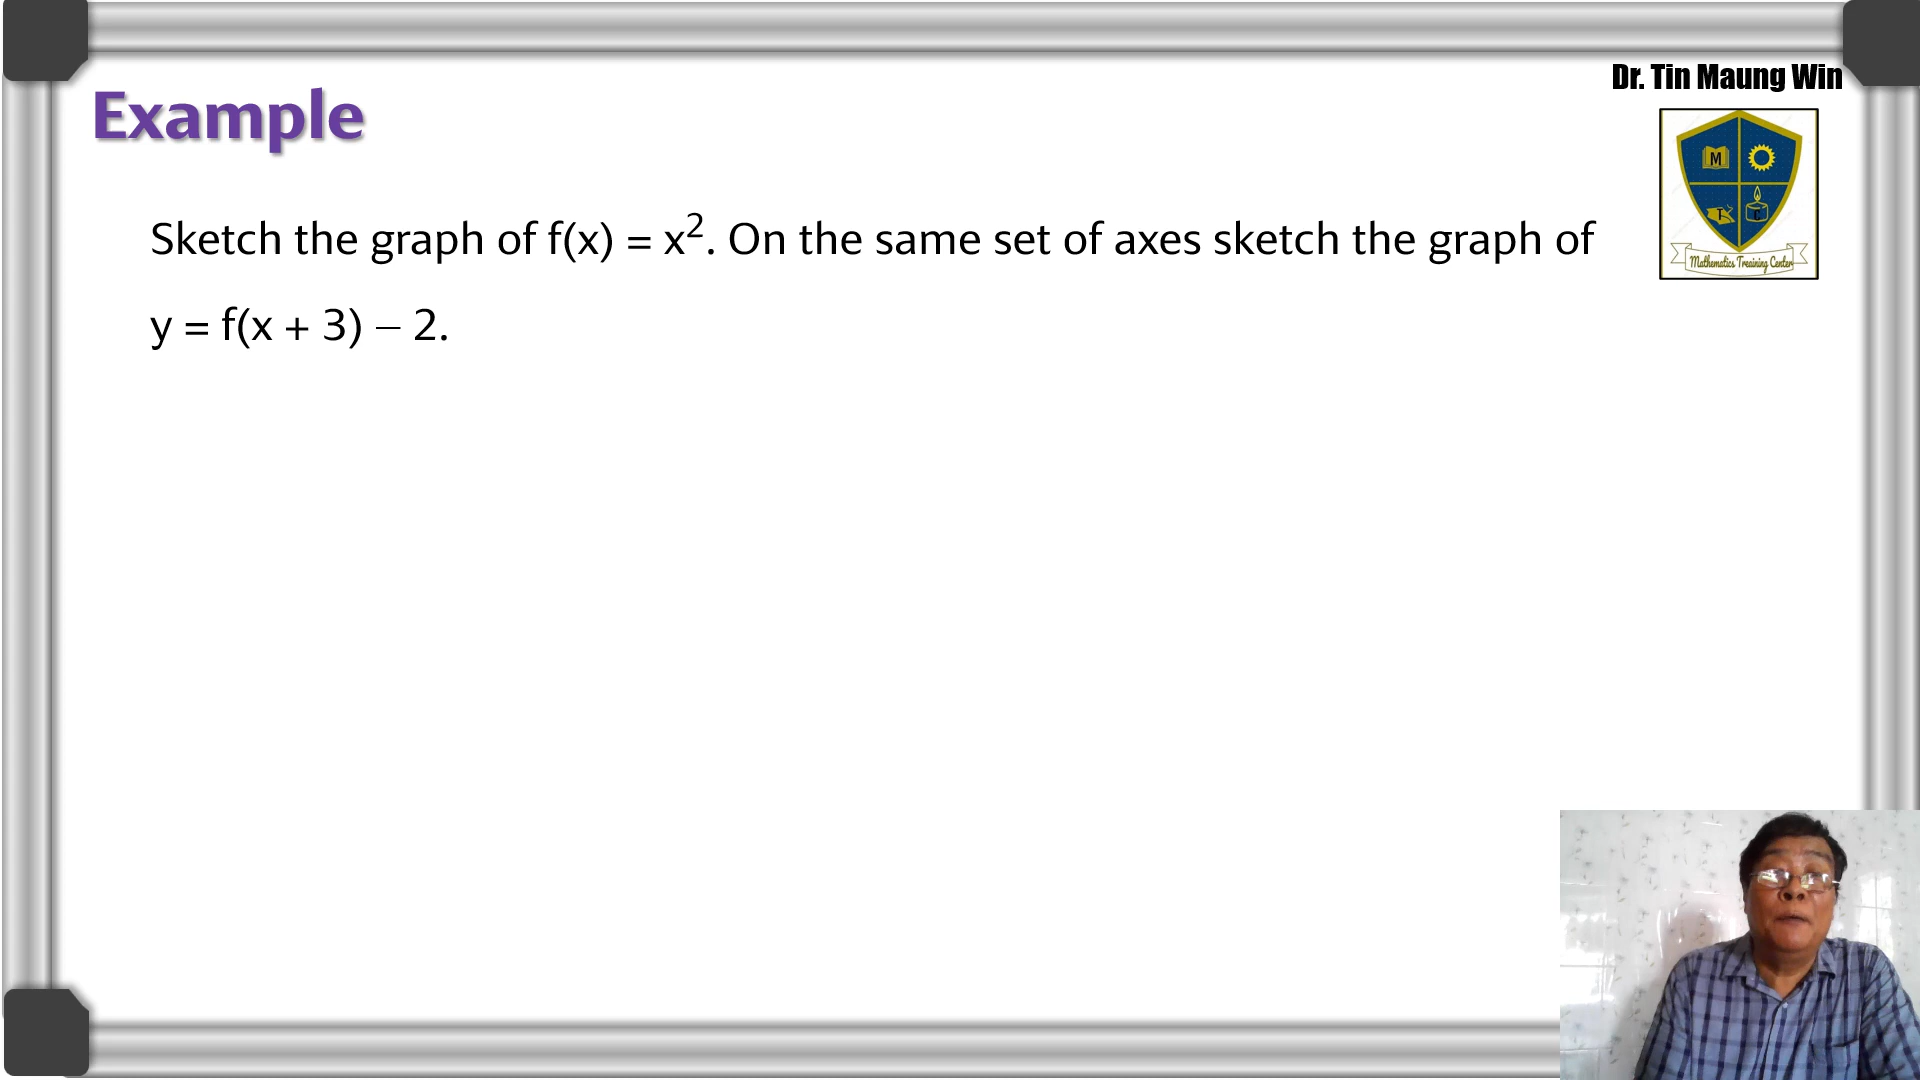 Dr. Tin Maung Win
Example
M
T
C
Mathematics Treaining Center
Sketch the graph of f(x) = x². On the same set of axes sketch the graph of
y = f(x + 3) – 2.